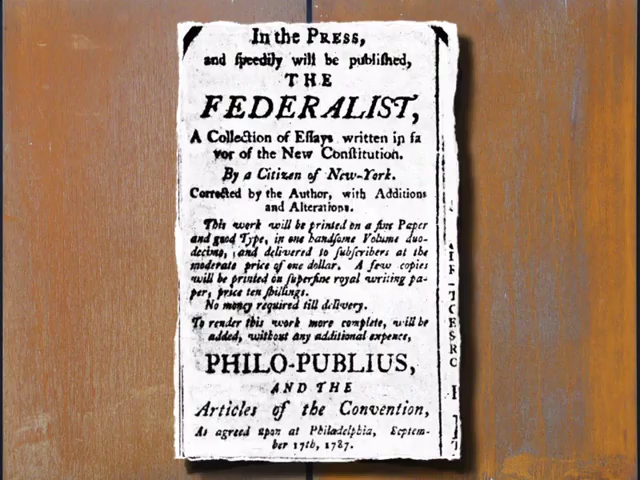 In the PRESS,
and ſpeedily will be publiſhed,
THE
FEDERALIST,
A Collection of Eſſays written in fa
vor of the New Conſtitution.
By a Citizen of New-York.
Corrected by the Author, with Additions
and Alterations.
This work will be printed on a fine Paper
and good Type, in one handſome Volume duo-
decimo, and delivered to ſubſcribers at the
moderate price of one dollar. A few copies
will be printed on ſuperfine royal writing pa-
per, price ten ſhillings.
No money required till delivery.
To render this work more complete, will be
added, without any additional expence,
PHILO-PUBLIUS,
AND THE
Articles of the Convention,
As agreed upon at Philadelphia, Septem-
ber 17th, 1787.